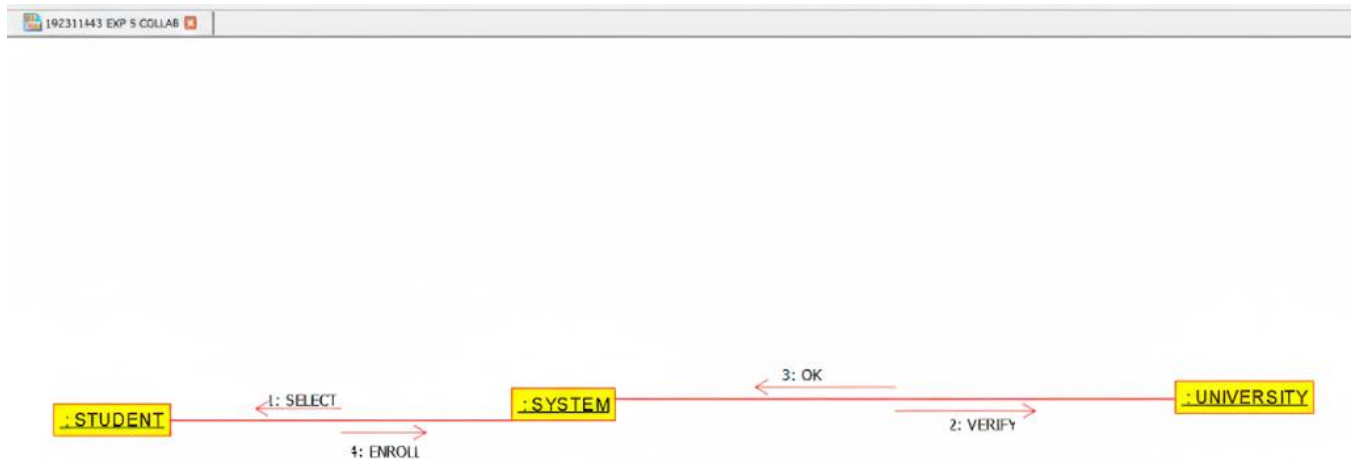 192311443 EXP 5 COLLAB
3: OK
1: SELECT
: STUDENT
: SYSTEM
: UNIVERSITY
2: VERIFY
4: ENROLL